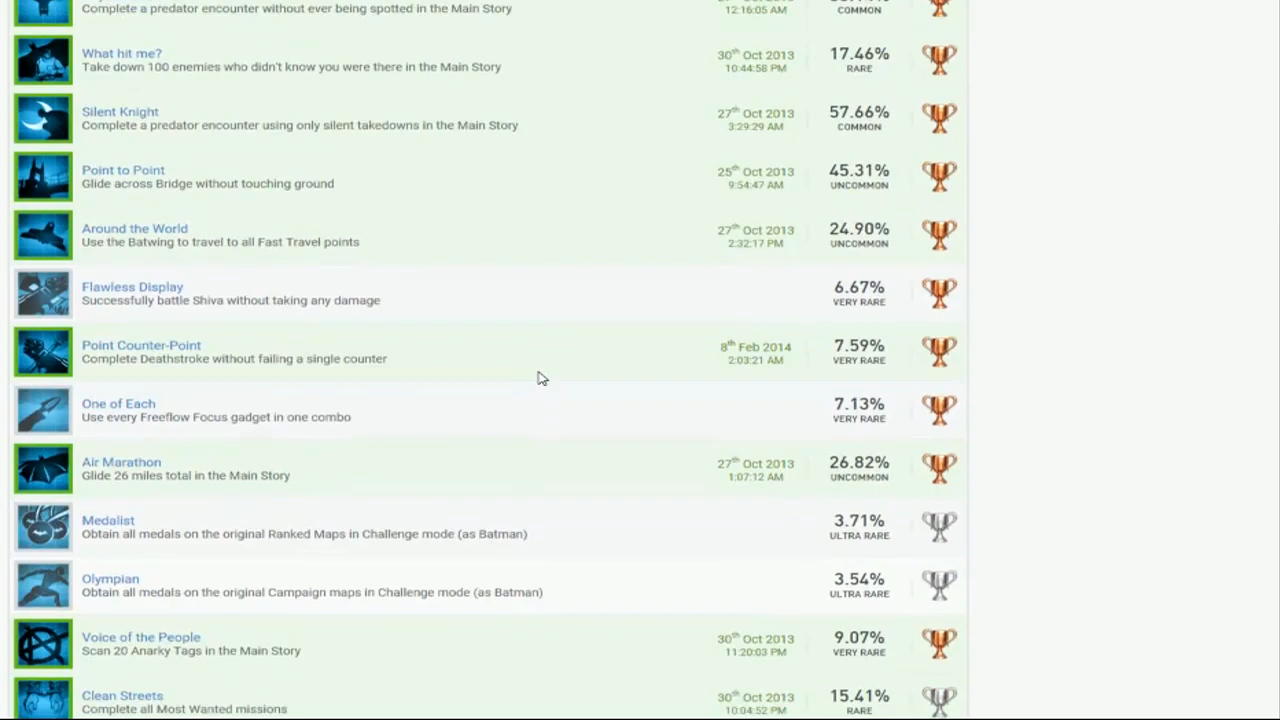 Complete a predator encounter without ever being spotted in the Main Story
12:16:05 AM
COMMON
What hit me?
Take down 100 enemies who didn't know you were there in the Main Story
30th Oct 2013
10:44:58 PM
17.46%
RARE
Silent Knight
Complete a predator encounter using only silent takedowns in the Main Story
27th Oct 2013
3:29:29 AM
57.66%
COMMON
Point to Point
Glide across Bridge without touching ground
25th Oct 2013
9:54:47 AM
45.31%
UNCOMMON
Around the World
Use the Batwing to travel to all Fast Travel points
27th Oct 2013
2:32:17 PM
24.90%
UNCOMMON
Flawless Display
Successfully battle Shiva without taking any damage
6.67%
VERY RARE
Point Counter-Point
Complete Deathstroke without failing a single counter
8th Feb 2014
2:03:21 AM
7.59%
VERY RARE
One of Each
Use every Freeflow Focus gadget in one combo
7.13%
VERY RARE
Air Marathon
Glide 26 miles total in the Main Story
27th Oct 2013
1:07:12 AM
26.82%
UNCOMMON
Medalist
Obtain all medals on the original Ranked Maps in Challenge mode (as Batman)
3.71%
ULTRA RARE
Olympian
Obtain all medals on the original Campaign maps in Challenge mode (as Batman)
3.54%
ULTRA RARE
Voice of the People
Scan 20 Anarky Tags in the Main Story
30th Oct 2013
11:20:03 PM
9.07%
VERY RARE
Clean Streets
Complete all Most Wanted missions
30th Oct 2013
10:04:52 PM
15.41%
RARE